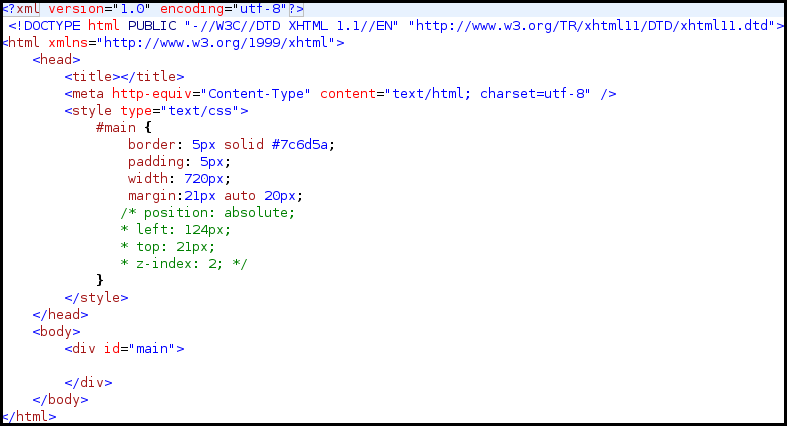 <?xml version="1.0" encoding="utf-8"?>
<!DOCTYPE html PUBLIC "-//W3C//DTD XHTML 1.1//EN" "http://www.w3.org/TR/xhtml11/DTD/xhtml11.dtd">
<html xmlns="http://www.w3.org/1999/xhtml">
<head>
<title></title>
<meta http-equiv="Content-Type" content="text/html; charset=utf-8" />
<style type="text/css">
#main {
border: 5px solid #7c6d5a;
padding: 5px;
width: 720px;
margin:21px auto 20px;
/* position: absolute;
* left: 124px;
* top: 21px;
* z-index: 2; */
}
</style>
</head>
<body>
<div id="main">
</div>
</body>
</html>